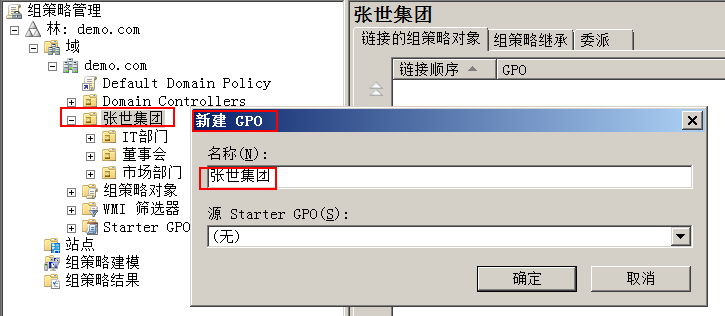 组策略管理
林: demo.com
域
demo.com
Default Domain Policy
Domain Controllers
张世集团
IT部门
董事会
市场部门
组策略对象
WMI 筛选器
Starter GPO
站点
组策略建模
组策略结果
张世集团
链接的组策略对象 组策略继承 委派
链接顺序 GPO
新建 GPO
名称(N):
张世集团
源 Starter GPO(S):
(无)
确定 取消